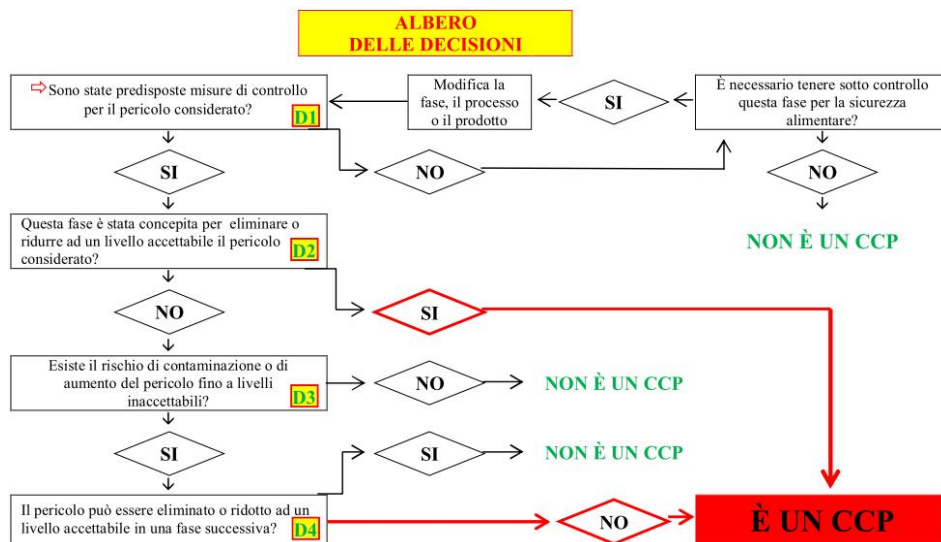 ALBERO
DELLE DECISIONI
⇨Sono state predisposte misure di controllo
per il pericolo considerato?
D1
Modifica la
fase, il processo
o il prodotto
SI
È necessario tenere sotto controllo
questa fase per la sicurezza
alimentare?
SI
NO
NO
NON È UN CCP
Questa fase è stata concepita per eliminare o
ridurre ad un livello accettabile il pericolo
considerato?
D2
NO
SI
Esiste il rischio di contaminazione o di
aumento del pericolo fino a livelli
inaccettabili?
D3
NO
NON È UN CCP
SI
SI
NON È UN CCP
Il pericolo può essere eliminato o ridotto ad un
livello accettabile in una fase successiva?
D4
NO
È UN CCP